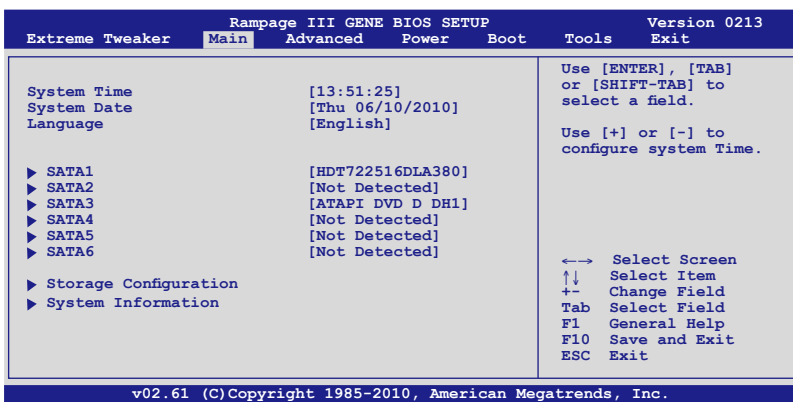 Rampage III GENE BIOS SETUP Version 0213
Extreme Tweaker Main Advanced Power Boot Tools Exit
System Time [13:51:25]
System Date [Thu 06/10/2010]
Language [English]
SATA1 [HDT722516DLA380]
SATA2 [Not Detected]
SATA3 [ATAPI DVD D DH1]
SATA4 [Not Detected]
SATA5 [Not Detected]
SATA6 [Not Detected]
Storage Configuration
System Information
Use [ENTER], [TAB]
or [SHIFT-TAB] to
select a field.
Use [+] or [-] to
configure system Time.
←→ Select Screen
↑↓ Select Item
+- Change Field
Tab Select Field
F1 General Help
F10 Save and Exit
ESC Exit
v02.61 (C)Copyright 1985-2010, American Megatrends, Inc.